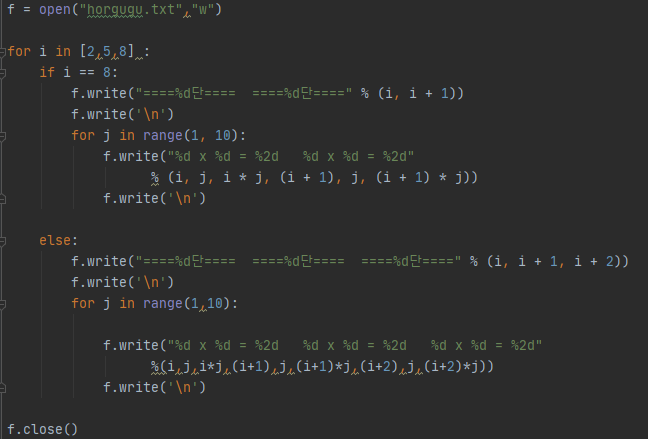 f = open("horgugu.txt","w")
for i in [2,5,8] :
    if i == 8:
        f.write("====%d단====  ====%d단====" % (i, i + 1))
        f.write('\n')
        for j in range(1, 10):
            f.write("%d x %d = %2d   %d x %d = %2d"
                  % (i, j, i * j, (i + 1), j, (i + 1) * j))
            f.write('\n')
    else:
        f.write("====%d단====  ====%d단====  ====%d단====" % (i, i + 1, i + 2))
        f.write('\n')
        for j in range(1,10):
            f.write("%d x %d = %2d   %d x %d = %2d   %d x %d = %2d"
                  %(i,j,i*j,(i+1),j,(i+1)*j,(i+2),j,(i+2)*j))
            f.write('\n')
f.close()